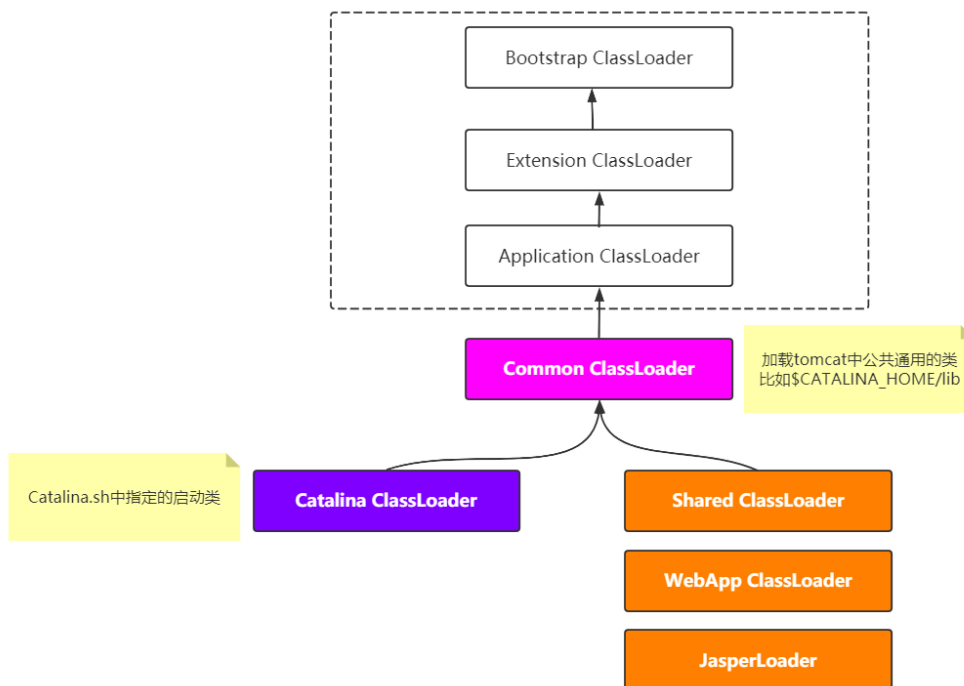 Bootstrap ClassLoader
Extension ClassLoader
Application ClassLoader
Common ClassLoader
加载tomcat中公共通用的类
比如$CATALINA_HOME/lib
Catalina.sh中指定的启动类
Catalina ClassLoader
Shared ClassLoader
WebApp ClassLoader
JasperLoader